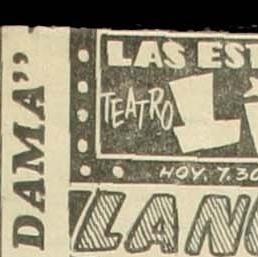 DAMA”
LAS EST
TEATRO
HOY, 7.30
LAN